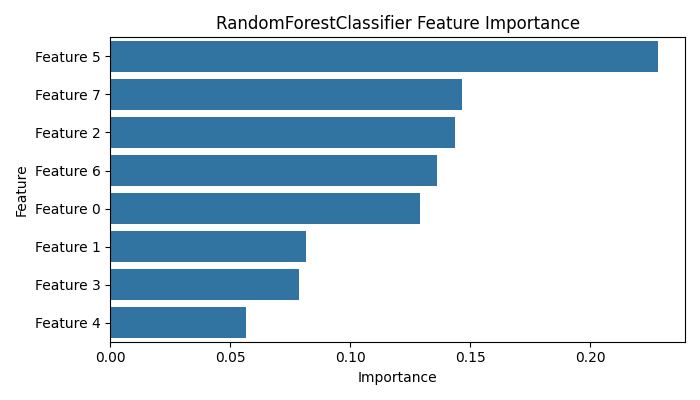 RandomForestClassifier Feature Importance
Feature 5
Feature 7
Feature 2
Feature 6
Feature 0
Feature 1
Feature 3
Feature 4
Feature
0.00 0.05 0.10 0.15 0.20
Importance